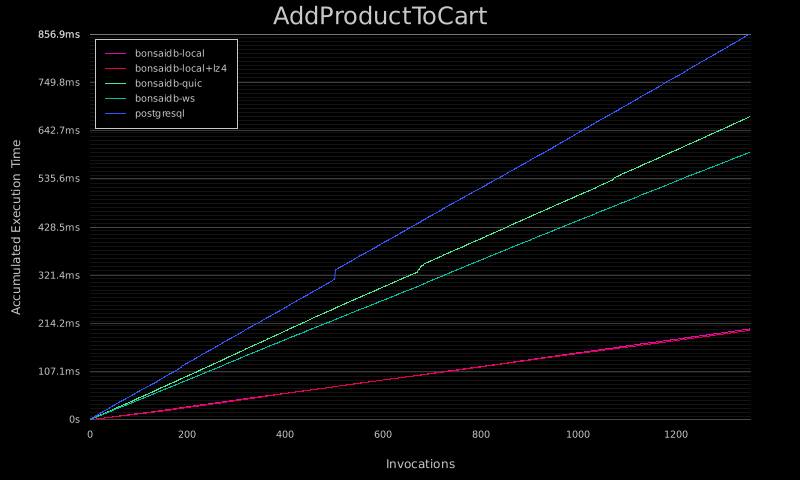 AddProductToCart
856.9ms
749.8ms
642.7ms
535.6ms
428.5ms
321.4ms
214.2ms
107.1ms
0s
Accumulated Execution Time
bonsaidb-local
bonsaidb-local+lz4
bonsaidb-quic
bonsaidb-ws
postgresql
0 200 400 600 800 1000 1200
Invocations